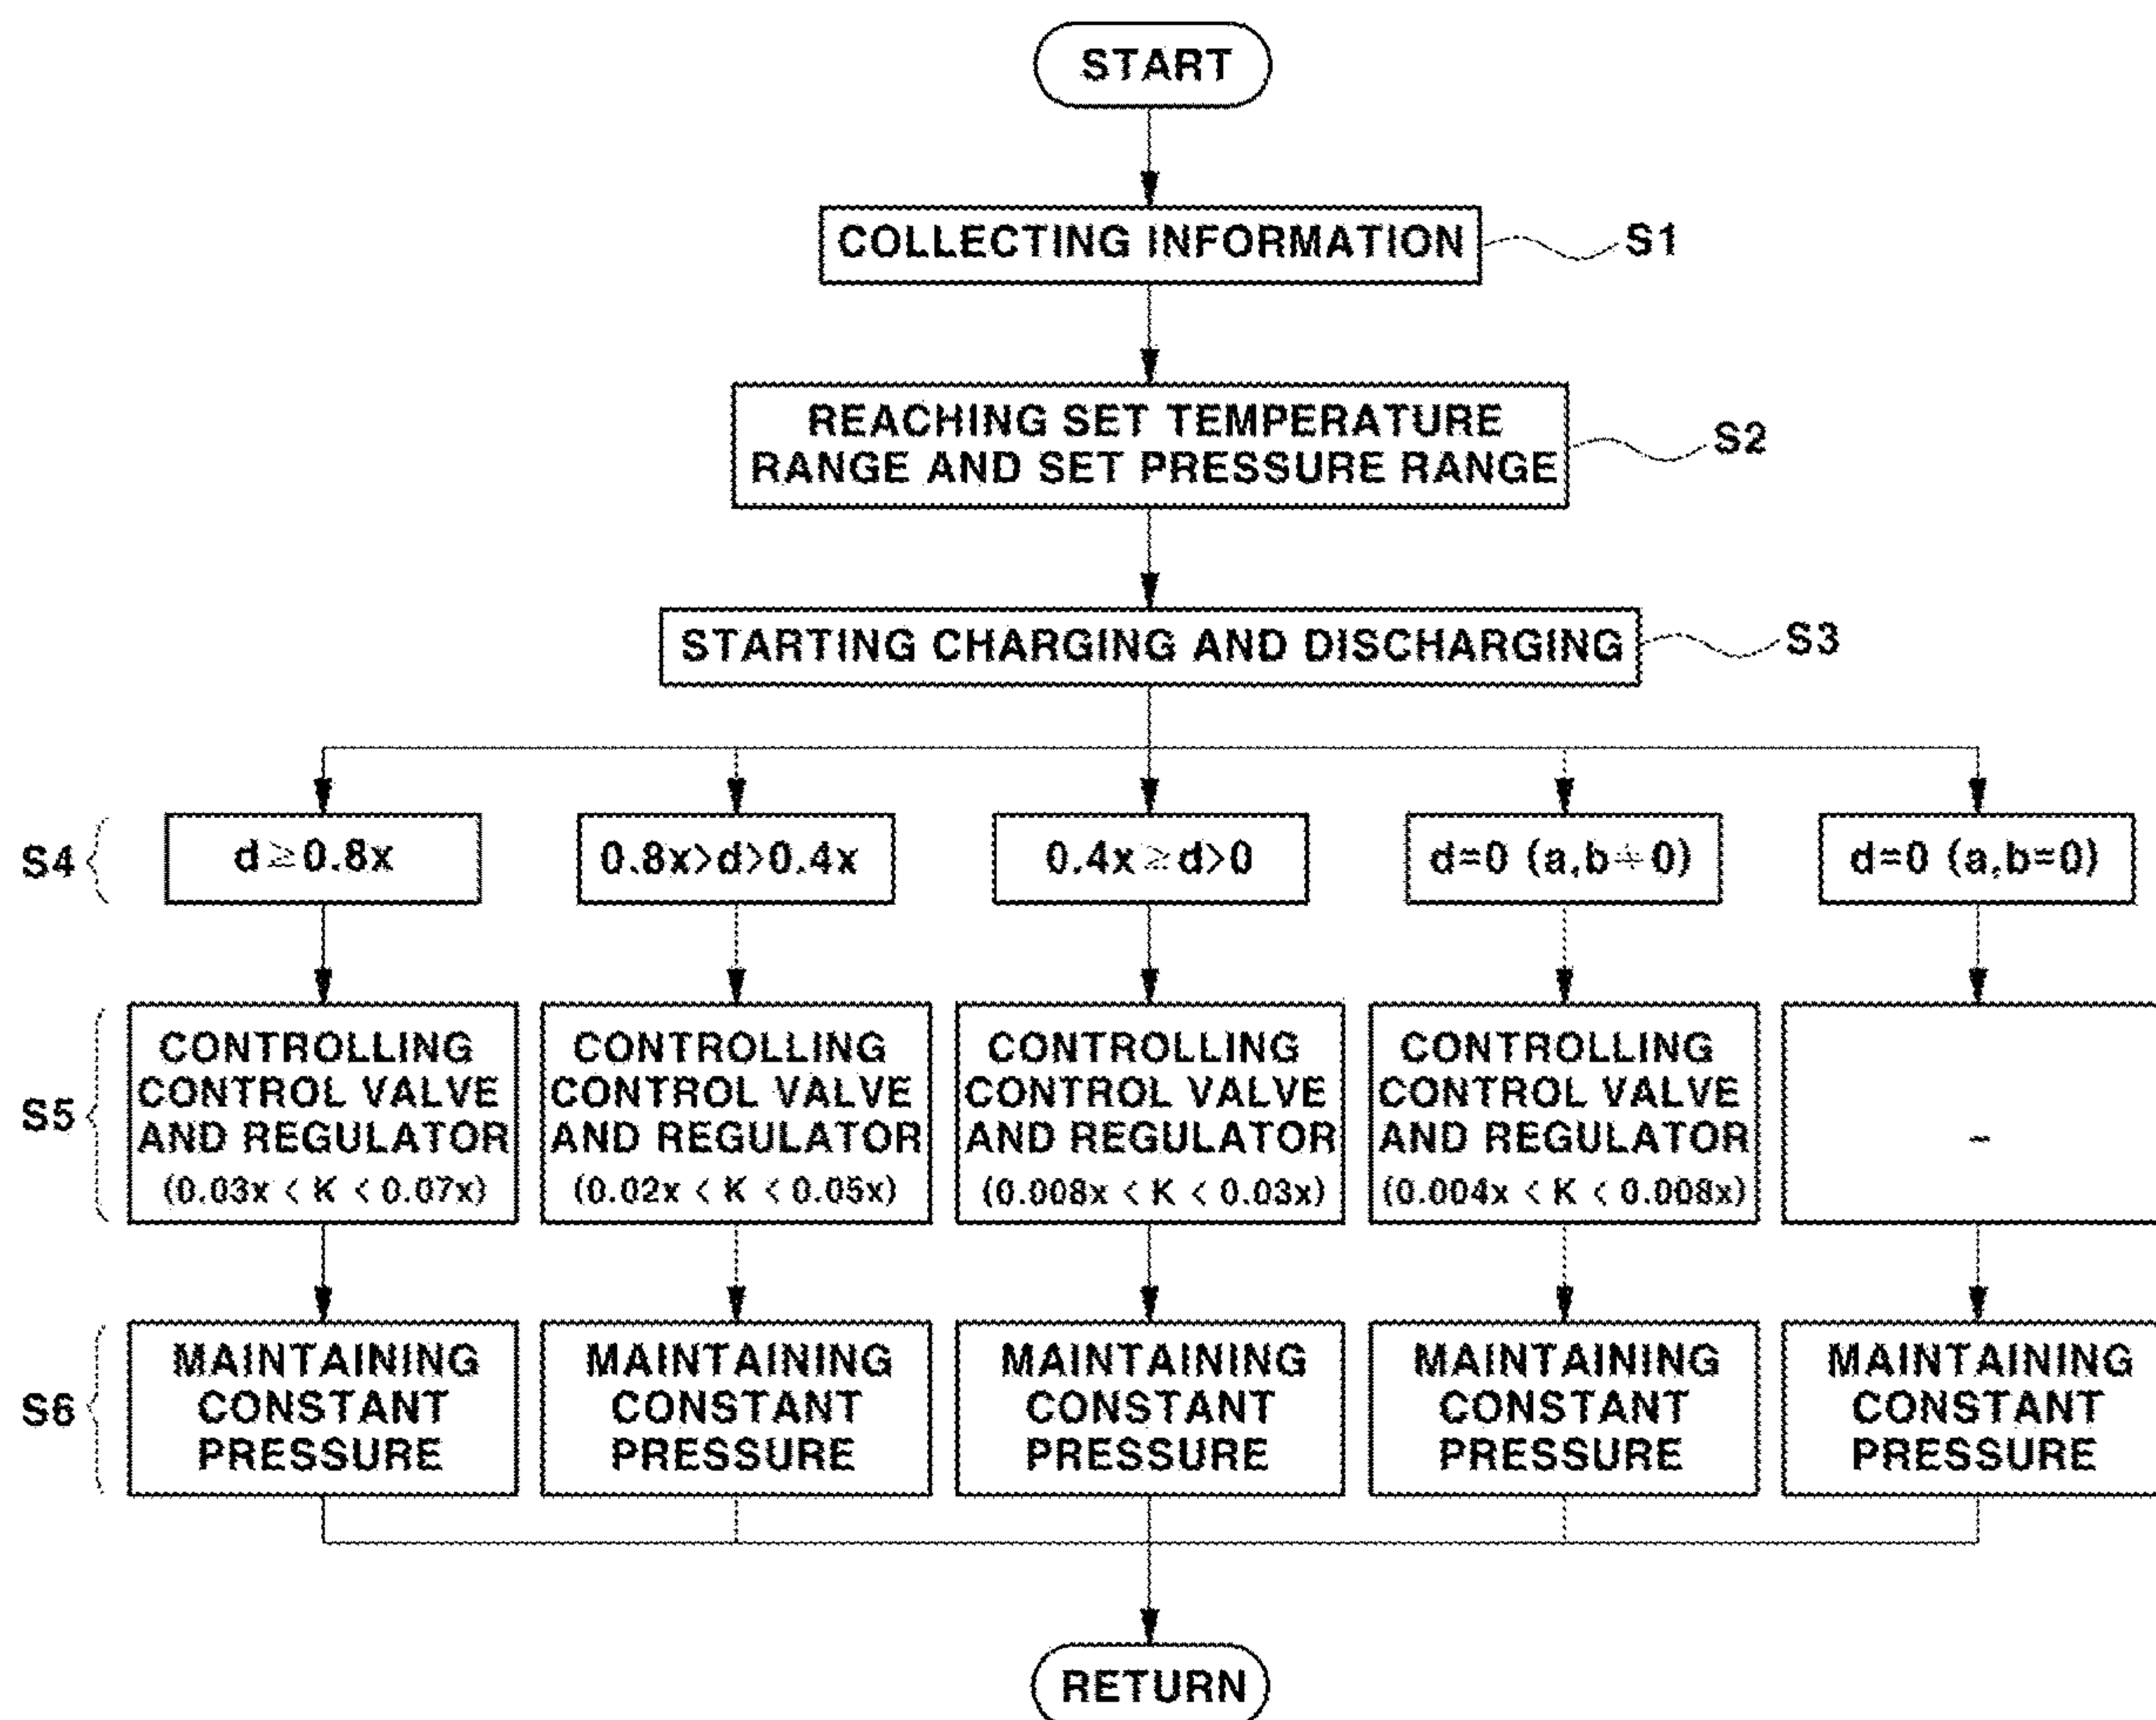 START
COLLECTING INFORMATION
S1
REACHING SET TEMPERATURE
RANGE AND SET PRESSURE RANGE
S2
STARTING CHARGING AND DISCHARGING
S3
S4
d≥0.8x
0.8x>d>0.4x
0.4x≥d>0
d=0 (a,b≠0)
d=0 (a,b=0)
S5
CONTROLLING
CONTROL VALVE
AND REGULATOR
(0.03x < K < 0.07x)
CONTROLLING
CONTROL VALVE
AND REGULATOR
(0.02x < K < 0.05x)
CONTROLLING
CONTROL VALVE
AND REGULATOR
(0.008x < K < 0.03x)
CONTROLLING
CONTROL VALVE
AND REGULATOR
(0.004x < K < 0.008x)
-
S6
MAINTAINING
CONSTANT
PRESSURE
MAINTAINING
CONSTANT
PRESSURE
MAINTAINING
CONSTANT
PRESSURE
MAINTAINING
CONSTANT
PRESSURE
MAINTAINING
CONSTANT
PRESSURE
RETURN